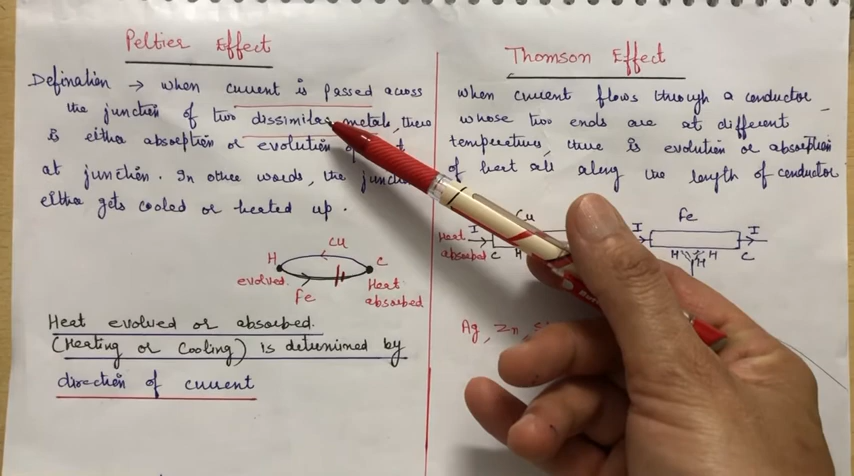 Peltier Effect
Defination → when current is passed across
the junction of two dissimilar metals, there
is either absorption or evolution
at junction. In other words, the
either gets cooled or heated up.
Cu
H C
evolved Heat
absorbed
Fe
Heat evolved or absorbed.
(Heating or Cooling) is determined by
direction of current
Thomson Effect
when current flows through a conductor
whose two ends are at different
temperatures, there is evolution or absorption
of heat all along the length of conductor
Cu Fe
Heat I I I
absorbed C H H H C
H
Ag, Zn,